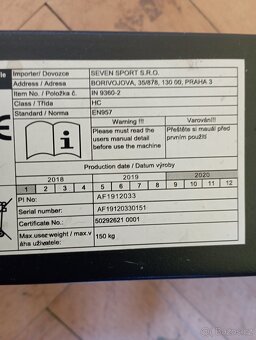 Importer/ Dovozce SEVEN SPORT S.R.O.
Address / Adresa BORIVOJOVA, 35/878, 130 00, PRAHA 3
Item No / Položka č. IN 9360-2
Class / Třída HC
Standard / Norma EN957
Warning !!!
Please must read the
users manual detail
before use the machine
Varování!!!
Přeštěte si mauál před
prvním použití
Production date / Datum výroby
2018 2019 2020
1 2 3 4 5 6 7 8 9 10 11 12
PI No: AF1912033
Serial number: AF19120330151
Certificate No.: 50292621 0001
Max.user weight / max.v
áha uživatele: 150 kg